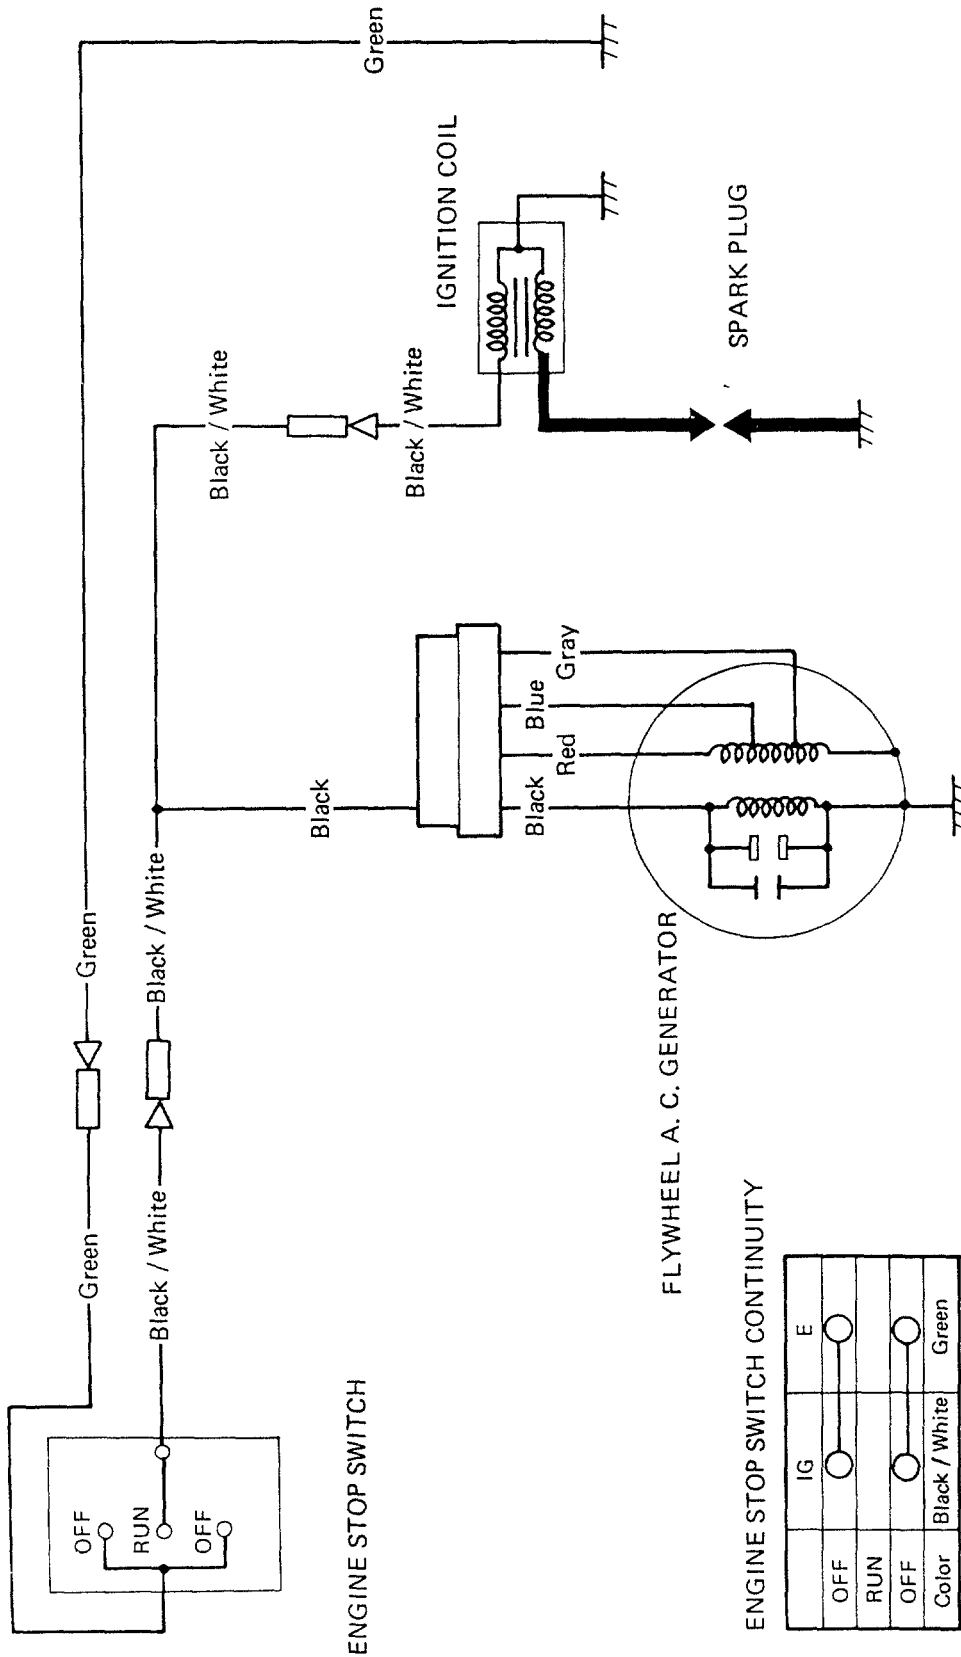 Green
Green
Green
Black / White
Black / White
Black
Black / White
Black / White
IGNITION COIL
SPARK PLUG
Black
Red
Blue
Gray
FLYWHEEL A. C. GENERATOR
OFF
RUN
OFF
ENGINE STOP SWITCH
ENGINE STOP SWITCH CONTINUITY
IG E
OFF
RUN
OFF
Color Black / White Green